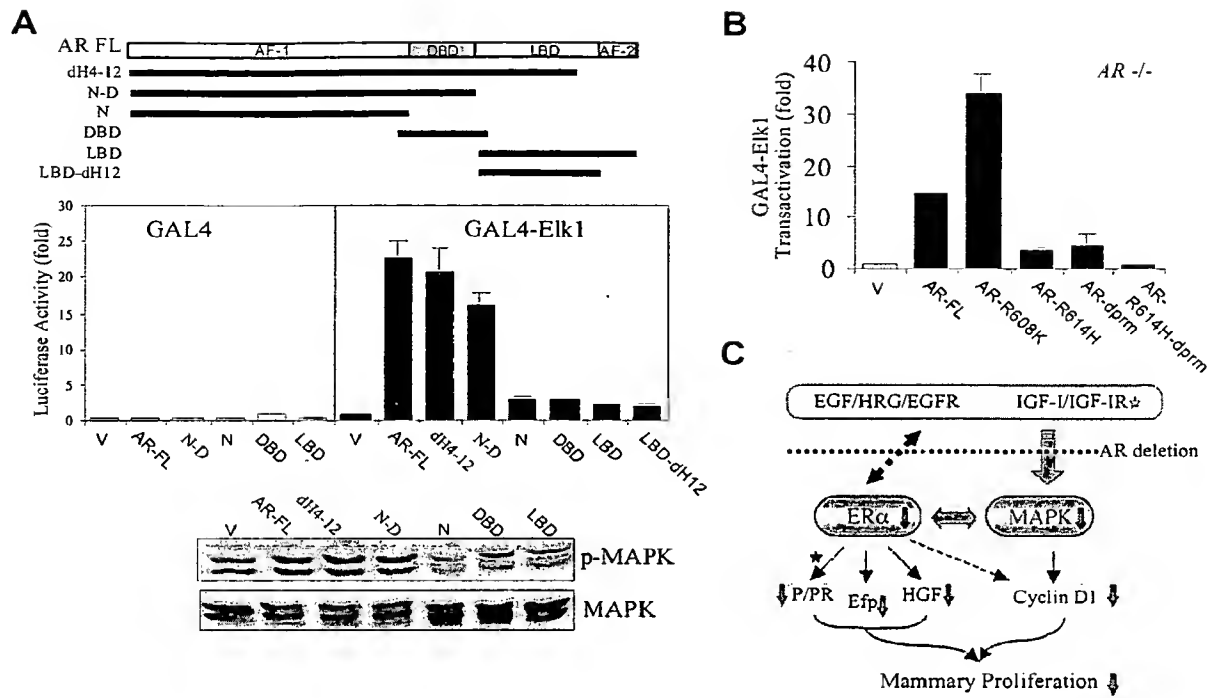 A
AR FL
AF-1
DBD
LBD
AF-2
dH4-12
N-D
N
DBD
LBD
LBD-dH12
Luciferase Activity (fold)
30
25
20
15
10
5
0
GAL4
GAL4-Elk1
V
AR-FL
N-D
N
DBD
LBD
V
AR-FL
dH4-12
N-D
N
DBD
LBD
LBD-dH12
V
AR-FL
dH4-12
N-D
N
DBD
LBD
p-MAPK
MAPK
B
GAL4-Elk1
Transactivation (fold)
40
30
20
10
0
AR -/-
V
AR-FL
AR-R608K
AR-R614H
AR-dprm
AR-
R614H-dprm
C
EGF/HRG/EGFR
IGF-I/IGF-IR☆
AR deletion
ERα
MAPK
★
P/PR
Efp
HGF
Cyclin D1
Mammary Proliferation